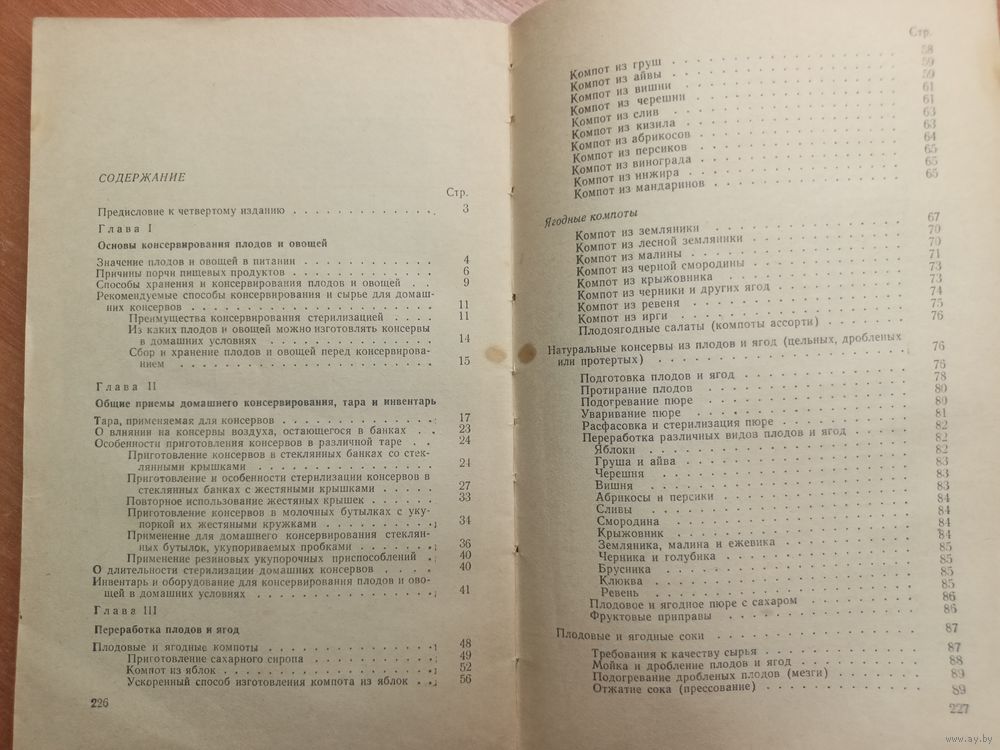 СОДЕРЖАНИЕ
Стр.
Предисловие к четвертому изданию . . . . . . . . . . . . 3
Глава I
Основы консервирования плодов и овощей
Значение плодов и овощей в питании . . . . . . . . . . 4
Причины порчи пищевых продуктов . . . . . . . . . . 6
Способы хранения и консервирования плодов и овощей . . 9
Рекомендуемые способы консервирования и сырье для домаш-
них консервов . . . . . . . . . . . . . . . . . 11
Преимущества консервирования стерилизацией . . . . 11
Из каких плодов и овощей можно изготовлять консервы
в домашних условиях . . . . . . . . . . . . 14
Сбор и хранение плодов и овощей перед консервирова-
нием . . . . . . . . . . . . . . . . . . 15
Глава II
Общие приемы домашнего консервирования, тара и инвентарь
Тара, применяемая для консервов . . . . . . . . . . . 17
О влиянии на консервы воздуха, остающегося в банках . . 23
Особенности приготовления консервов в различной таре . . . 24
Приготовление консервов в стеклянных банках со стек-
лянными крышками . . . . . . . . . . . . . 24
Приготовление и особенности стерилизации консервов в
стеклянных банках с жестяными крышками . . . . . 27
Повторное использование жестяных крышек . . . . . 33
Приготовление консервов в молочных бутылках с уку-
поркой их жестяными кружками . . . . . . . . . 34
Применение для домашнего консервирования стеклян-
ных бутылок, укупориваемых пробками . . . . . . 36
Применение резиновых укупорочных приспособлений . 40
О длительности стерилизации домашних консервов . . . . 40
Инвентарь и оборудование для консервирования плодов и ово-
щей в домашних условиях . . . . . . . . . . . . . 41
Глава III
Переработка плодов и ягод
Плодовые и ягодные компоты . . . . . . . . . . . . 48
Приготовление сахарного сиропа . . . . . . . . . 49
Компот из яблок . . . . . . . . . . . . . . . 52
Ускоренный способ изготовления компота из яблок . . 56
226
Стр.
Компот из груш . . . . . . . . . . . . . . . 58
Компот из айвы . . . . . . . . . . . . . . . 59
Компот из вишни . . . . . . . . . . . . . . . 59
Компот из черешни . . . . . . . . . . . . . . 61
Компот из слив . . . . . . . . . . . . . . . 61
Компот из кизила . . . . . . . . . . . . . . 63
Компот из абрикосов . . . . . . . . . . . . . 63
Компот из персиков . . . . . . . . . . . . . 64
Компот из винограда . . . . . . . . . . . . . 65
Компот из инжира . . . . . . . . . . . . . . 65
Компот из мандаринов . . . . . . . . . . . . 65
Ягодные компоты
Компот из земляники . . . . . . . . . . . . . 67
Компот из лесной земляники . . . . . . . . . . 70
Компот из малины . . . . . . . . . . . . . . 70
Компот из черной смородины . . . . . . . . . . 71
Компот из крыжовника . . . . . . . . . . . . 73
Компот из черники и других ягод . . . . . . . . 73
Компот из ревеня . . . . . . . . . . . . . . 74
Компот из ирги . . . . . . . . . . . . . . . 75
Плодоягодные салаты (компоты ассорти) . . . . . 76
Натуральные консервы из плодов и ягод (цельных, дробленых
или протертых) . . . . . . . . . . . . . . . . 76
Подготовка плодов и ягод . . . . . . . . . . . 76
Протирание плодов . . . . . . . . . . . . . 78
Подогревание пюре . . . . . . . . . . . . . 80
Уваривание пюре . . . . . . . . . . . . . . 80
Расфасовка и стерилизация пюре . . . . . . . . 81
Переработка различных видов плодов и ягод . . . . 82
Яблоки . . . . . . . . . . . . . . . . 82
Груша и айва . . . . . . . . . . . . . . 82
Черешня . . . . . . . . . . . . . . . . 83
Вишня . . . . . . . . . . . . . . . . . 83
Абрикосы и персики . . . . . . . . . . . . 83
Сливы . . . . . . . . . . . . . . . . . 84
Смородина . . . . . . . . . . . . . . . 84
Крыжовник . . . . . . . . . . . . . . . 84
Земляника, малина и ежевика . . . . . . . . 84
Черника и голубика . . . . . . . . . . . . 85
Брусника . . . . . . . . . . . . . . . . 85
Клюква . . . . . . . . . . . . . . . . 85
Ревень . . . . . . . . . . . . . . . . 85
Плодовое и ягодное пюре с сахаром . . . . . . . 86
Фруктовые приправы . . . . . . . . . . . . . 86
Плодовые и ягодные соки . . . . . . . . . . . . . 87
Требования к качеству сырья . . . . . . . . . . 87
Мойка и дробление плодов и ягод . . . . . . . . 88
Подогревание дробленых плодов (мезги) . . . . . . 89
Отжатие сока (прессование) . . . . . . . . . . 89
227
www.ay.by